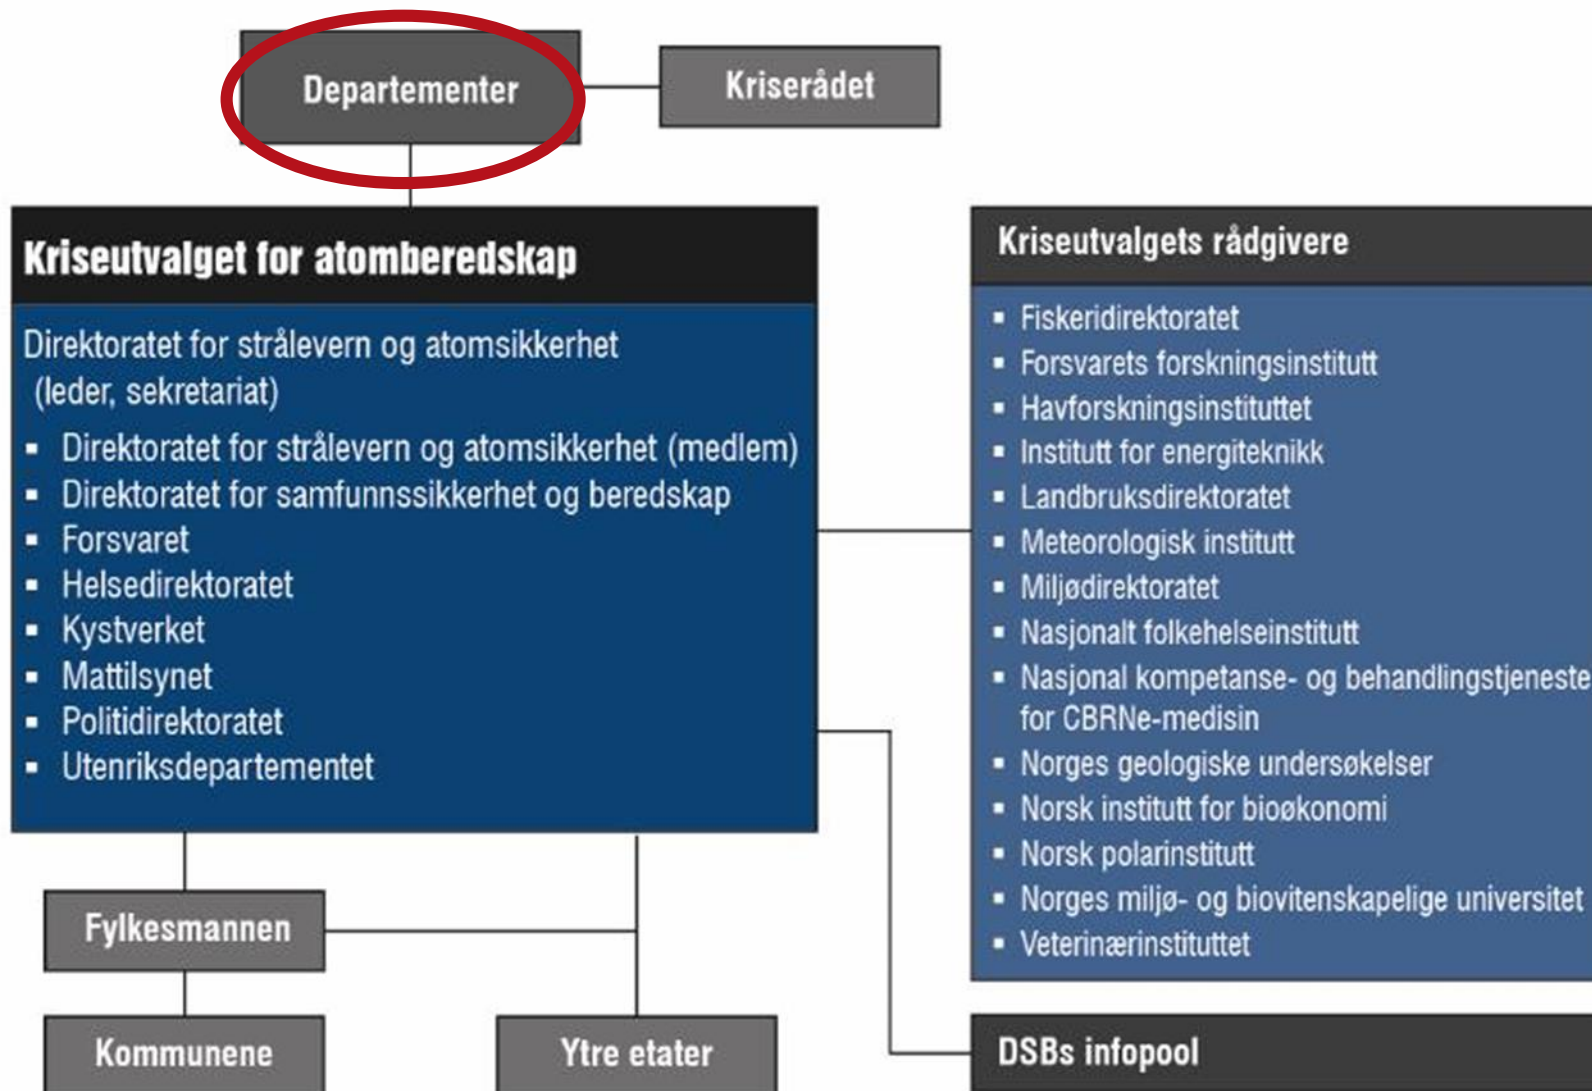 Departementer
Kriserådet
Kriseutvalget for atomberedskap
Direktoratet for strålevern og atomsikkerhet
(leder, sekretariat)
▪ Direktoratet for strålevern og atomsikkerhet (medlem)
▪ Direktoratet for samfunnssikkerhet og beredskap
▪ Forsvaret
▪ Helsedirektoratet
▪ Kystverket
▪ Mattilsynet
▪ Politidirektoratet
▪ Utenriksdepartementet
Kriseutvalgets rådgivere
▪ Fiskeridirektoratet
▪ Forsvarets forskningsinstitutt
▪ Havforskningsinstituttet
▪ Institutt for energiteknikk
▪ Landbruksdirektoratet
▪ Meteorologisk institutt
▪ Miljødirektoratet
▪ Nasjonalt folkehelseinstitutt
▪ Nasjonal kompetanse- og behandlingstjeneste
for CBRNe-medisin
▪ Norges geologiske undersøkelser
▪ Norsk institutt for bioøkonomi
▪ Norsk polarinstitutt
▪ Norges miljø- og biovitenskapelige universitet
▪ Veterinærinstituttet
Fylkesmannen
Kommunene
Ytre etater
DSBs infopool